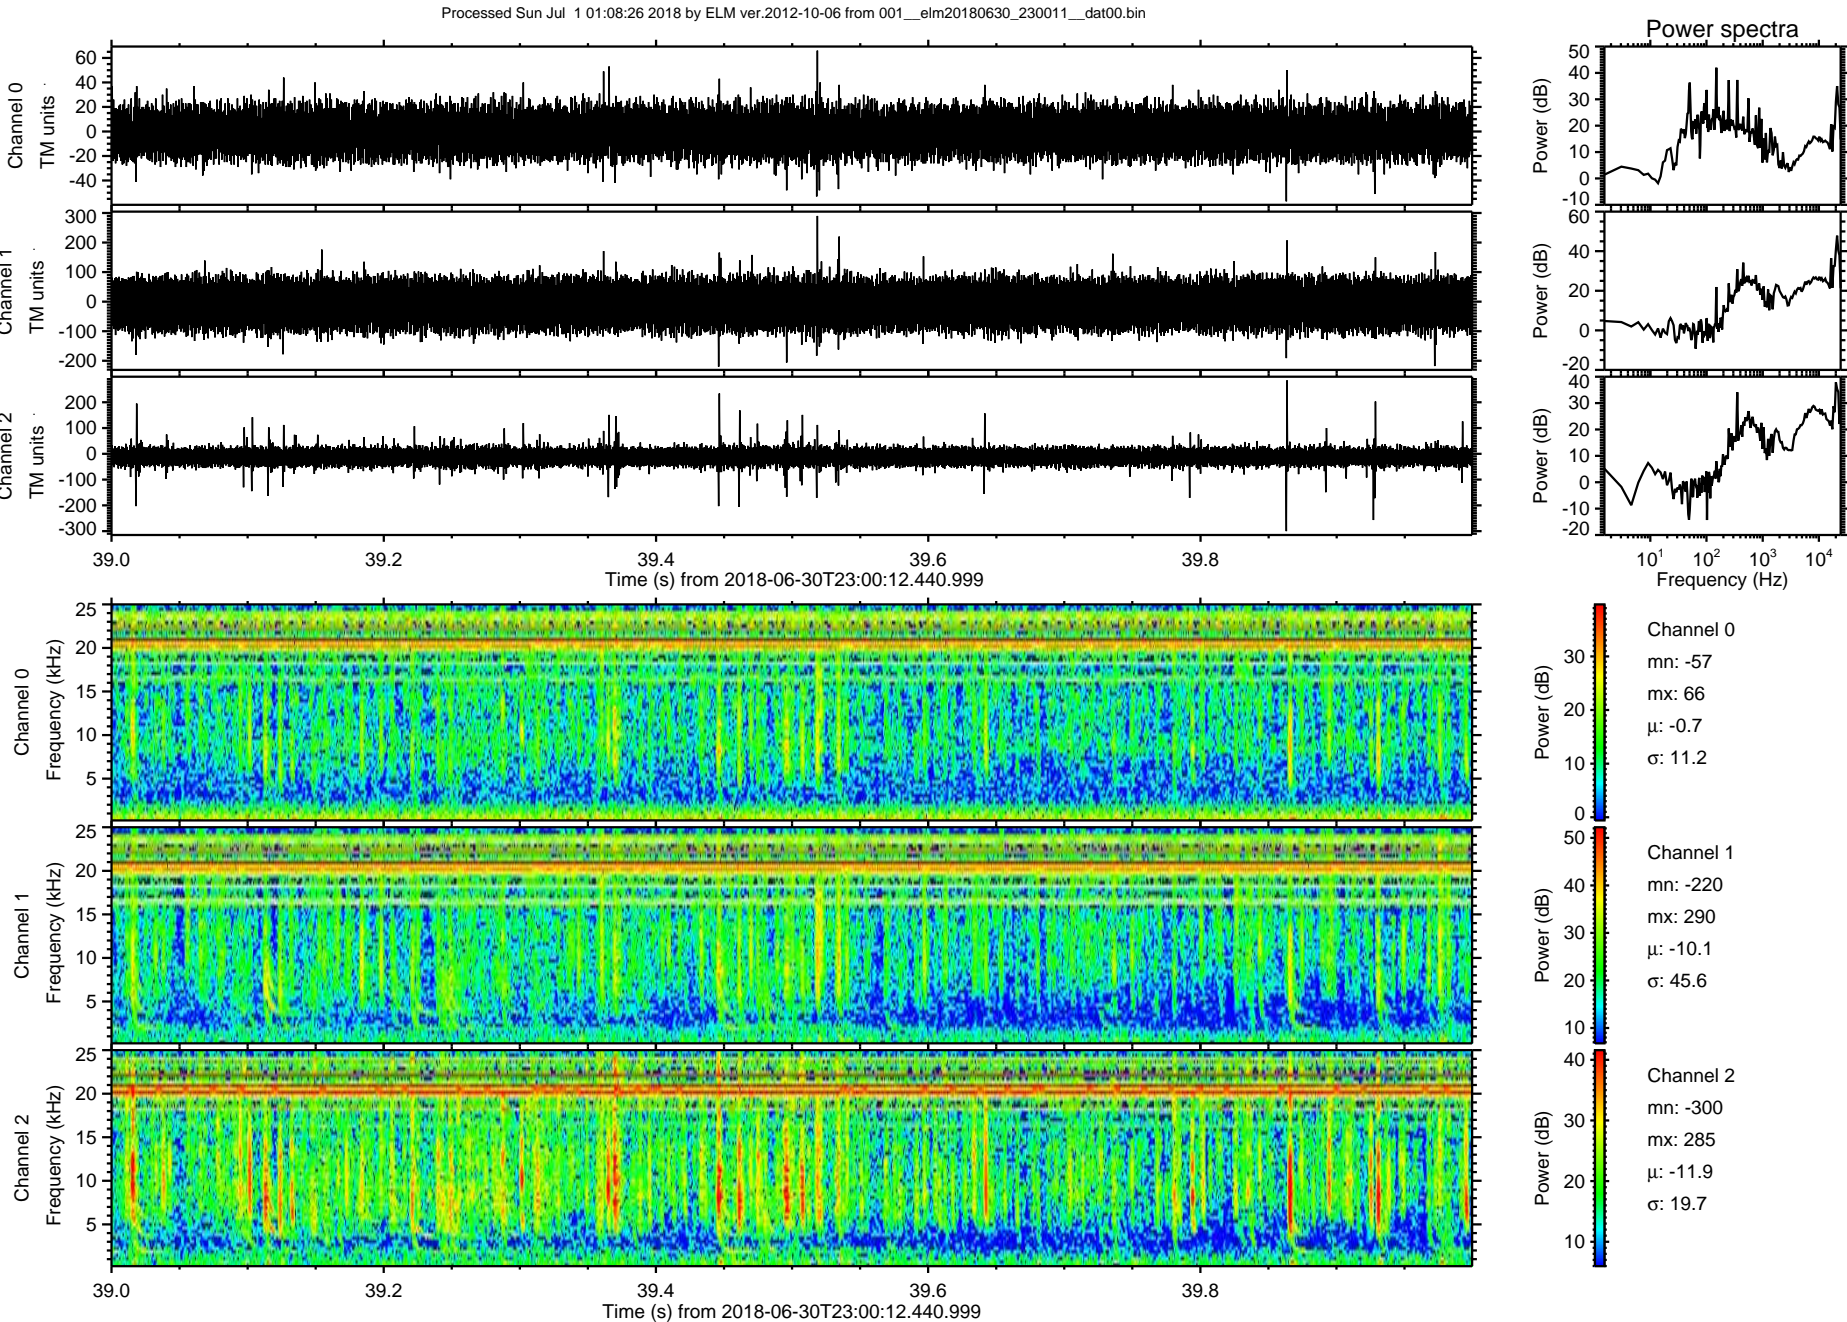 Processed Sun Jul 1 01:08:26 2018 by ELM ver.2012-10-06 from 001__elm20180630_230011__dat00.bin
Power spectra
Channel 0
TM units
60
40
20
0
-20
-40
Power (dB)
50
40
30
20
10
0
-10
Channel 1
TM units
300
200
100
0
-100
-200
Power (dB)
60
40
20
0
-20
Channel 2
TM units
200
100
0
-100
-200
-300
Power (dB)
40
30
20
10
0
-10
-20
39.0 39.2 39.4 39.6 39.8
Time (s) from 2018-06-30T23:00:12.440.999
10^1 10^2 10^3 10^4
Frequency (Hz)
Channel 0
Frequency (kHz)
25
20
15
10
5
Power (dB)
30
20
10
0
Channel 0
mn: -57
mx: 66
μ: -0.7
σ: 11.2
Channel 1
Frequency (kHz)
25
20
15
10
5
Power (dB)
50
40
30
20
10
Channel 1
mn: -220
mx: 290
μ: -10.1
σ: 45.6
Channel 2
Frequency (kHz)
25
20
15
10
5
Power (dB)
40
30
20
10
Channel 2
mn: -300
mx: 285
μ: -11.9
σ: 19.7
39.0 39.2 39.4 39.6 39.8
Time (s) from 2018-06-30T23:00:12.440.999